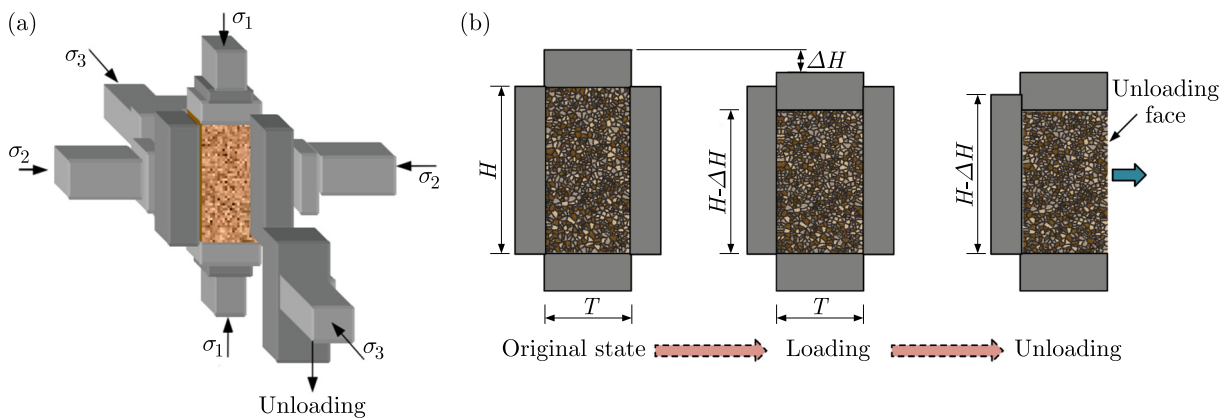 (a)
σ1
σ3
σ2
σ2
σ1
σ3
Unloading
(b)
ΔH
H
H-ΔH
H-ΔH
Unloading
face
T
T
Original state
Loading
Unloading